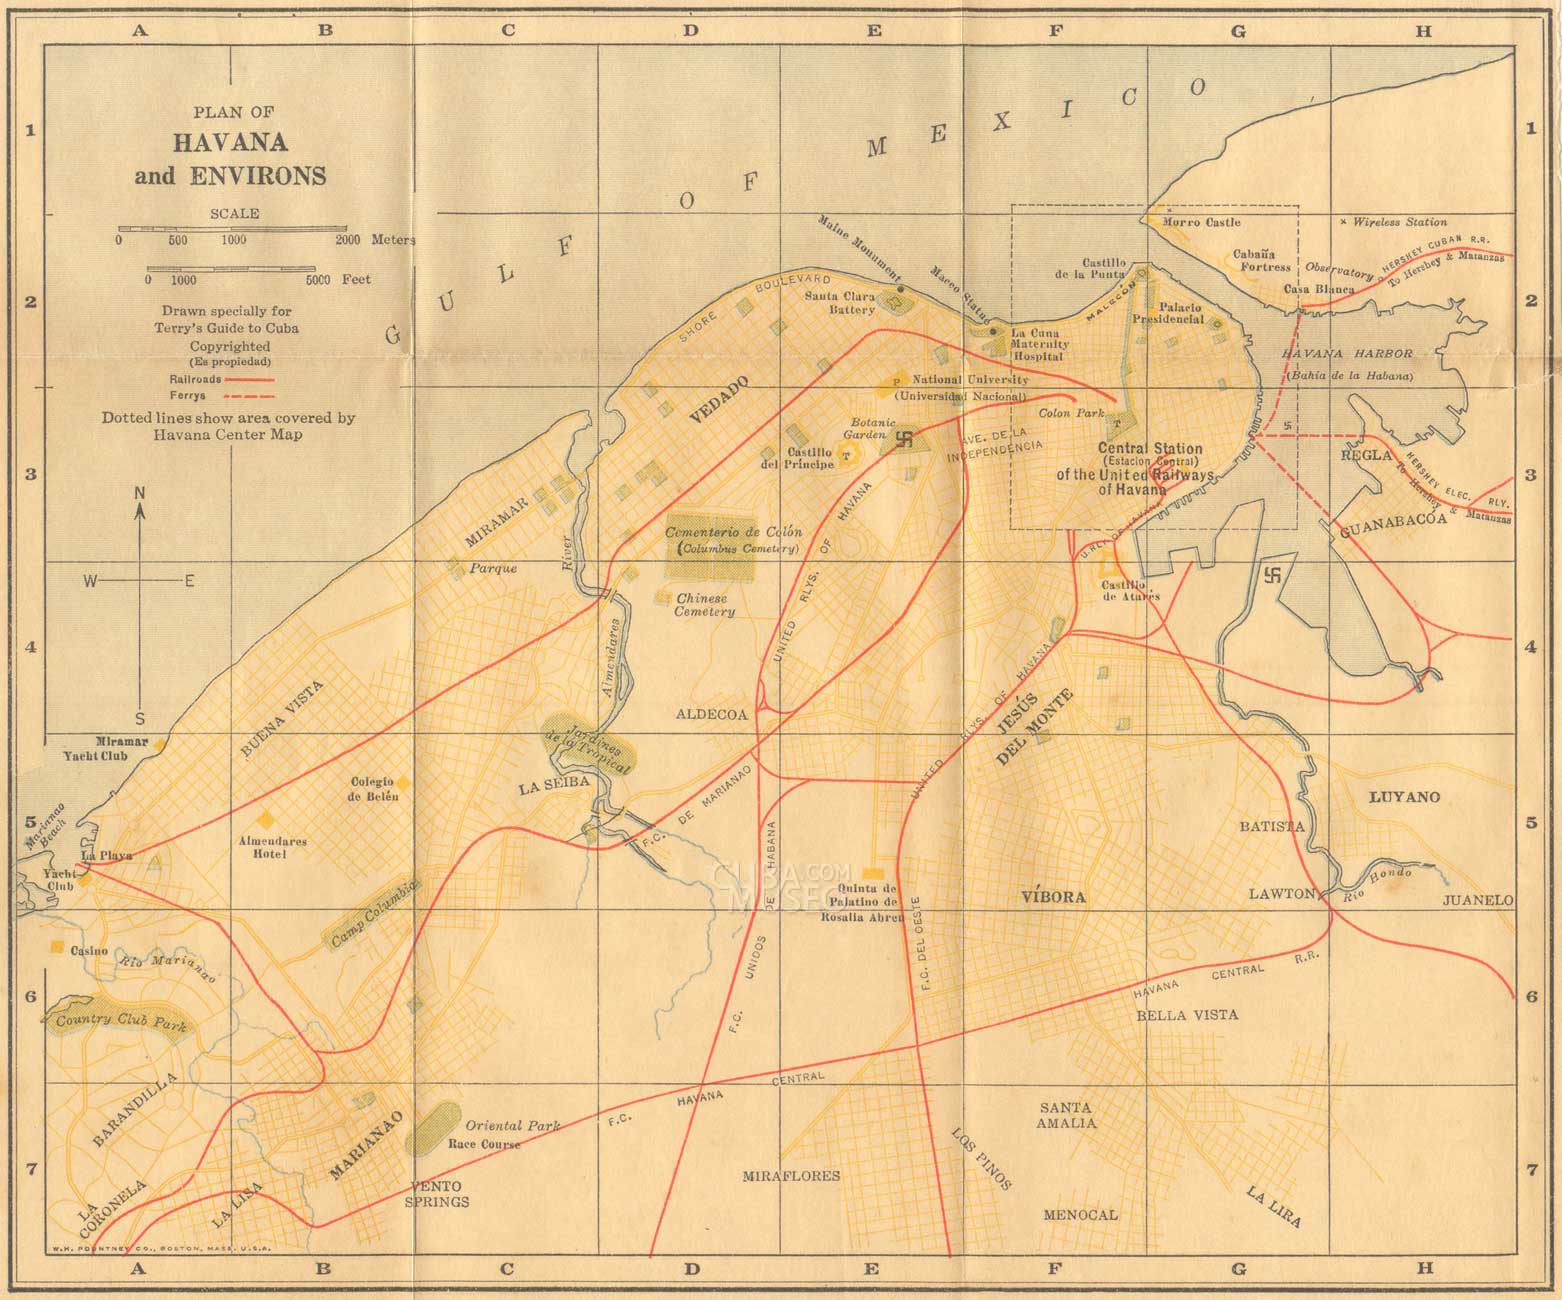 A B C D E F G H
1 1
2 2
3 3
4 4
5 5
6 6
7 7
PLAN OF
HAVANA
and ENVIRONS
SCALE
0 500 1000 2000 Meters
0 1000 5000 Feet
Drawn specially for
Terry's Guide to Cuba
Copyrighted
(Es propiedad)
Railroads
Ferrys
Dotted lines show area covered by
Havana Center Map
N
W E
S
GULF OF MEXICO
Morro Castle
Wireless Station
Cabaña
Fortress
Observatory
HERSHEY CUBAN R.R.
To Hershey & Matanzas
Casa Blanca
Castillo
de la Punta
MALECON
Palacio
Presidencial
HAVANA HARBOR
(Bahia de la Habana)
Maine Monument
Maceo Statue
SHORE BOULEVARD
Santa Clara
Battery
La Cuna
Maternity
Hospital
P National University
(Universidad Nacional)
VEDADO
Colon Park
T
Botanic
Garden
AVE. DE LA
INDEPENDENCIA
Castillo
del Principe
T
Central Station
(Estacion Central)
of the United Railways
of Havana
REGLA
HERSHEY ELEC. RLY.
To Hershey & Matanzas
GUANABACOA
MIRAMAR
Parque
River
Almendares
Cementerio de Colón
(Columbus Cemetery)
Chinese
Cemetery
UNITED RLYS. OF HAVANA
U. RLY OF HAVANA
Castillo
de Atarés
UNITED RLYS. OF HAVANA
JESÚS
DEL MONTE
ALDECOA
BUENA VISTA
Miramar
Yacht Club
Jardines
de la Tropical
LA SEIBA
Colegio
de Belén
Almendares
Hotel
Marianao
Beach
La Playa
Yacht
Club
F.C. DE MARIANAO
F.C. UNIDOS DE HABANA
CUBA.COM
MUSEO
Quinta de
Palatino de
Rosalia Abreu
F.C. DEL OESTE
VÍBORA
BATISTA
LUYANO
LAWTON
Rio Hondo
JUANELO
Camp Columbia
Casino
Rio Marianao
Country Club Park
HAVANA CENTRAL R.R.
BELLA VISTA
F.C. HAVANA CENTRAL
BARANDILLA
MARIANAO
Oriental Park
Race Course
SANTA
AMALIA
LOS PINOS
MIRAFLORES
VENTO
SPRINGS
LA
CORONELA
LA LISA
MENOCAL
LA LIRA
W.H. POUNTNEY CO., BOSTON, MASS. U.S.A.
A B C D E F G H